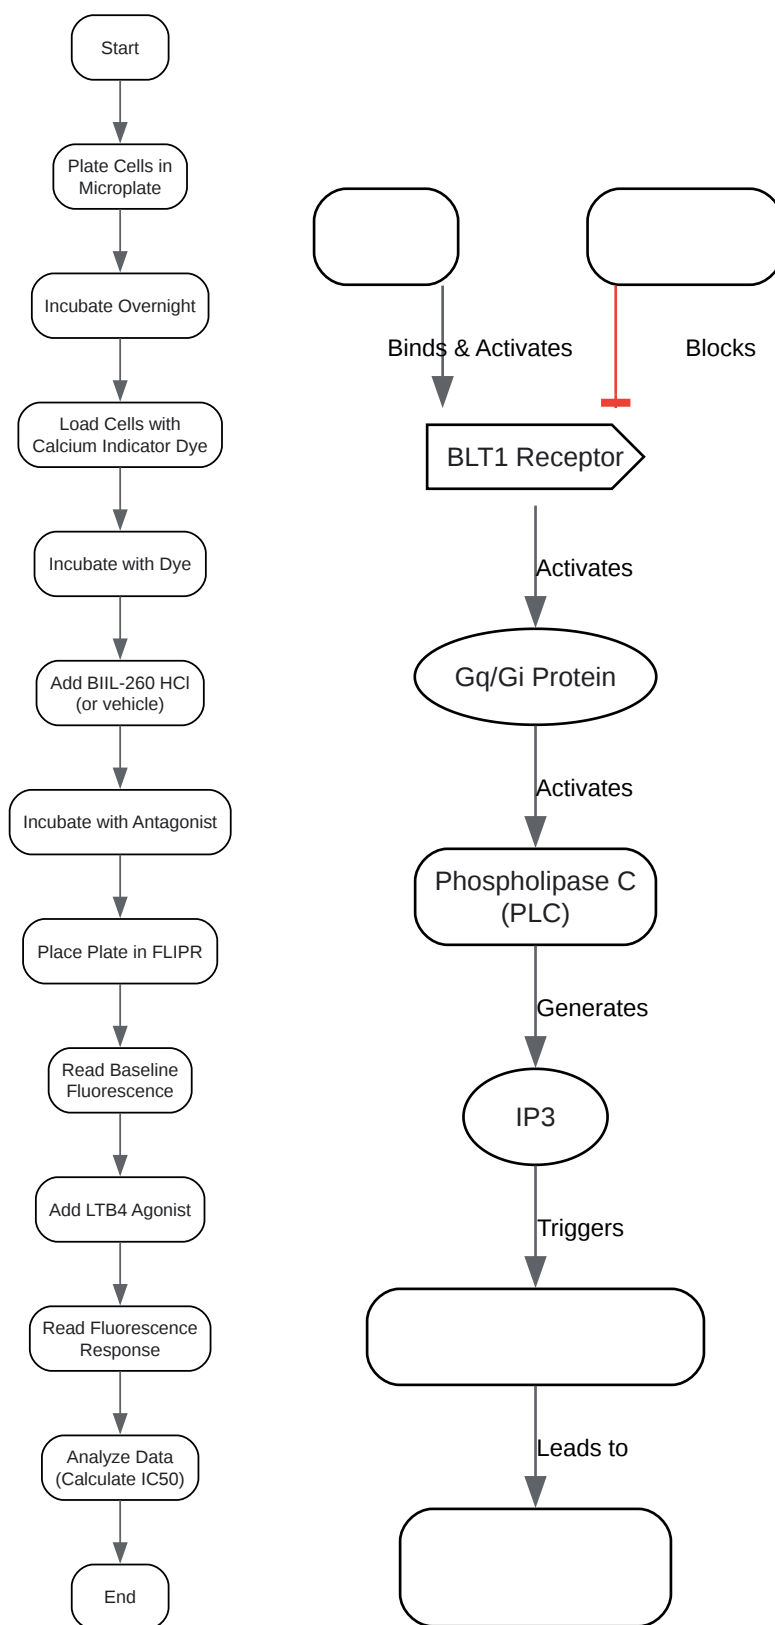 Start
Plate Cells in
Microplate
Incubate Overnight
Load Cells with
Calcium Indicator Dye
Incubate with Dye
Add BIIL-260 HCl
(or vehicle)
Incubate with Antagonist
Place Plate in FLIPR
Read Baseline
Fluorescence
Add LTB4 Agonist
Read Fluorescence
Response
Analyze Data
(Calculate IC50)
End
Binds & Activates
Blocks
BLT1 Receptor
Activates
Gq/Gi Protein
Activates
Phospholipase C
(PLC)
Generates
IP3
Triggers
Leads to